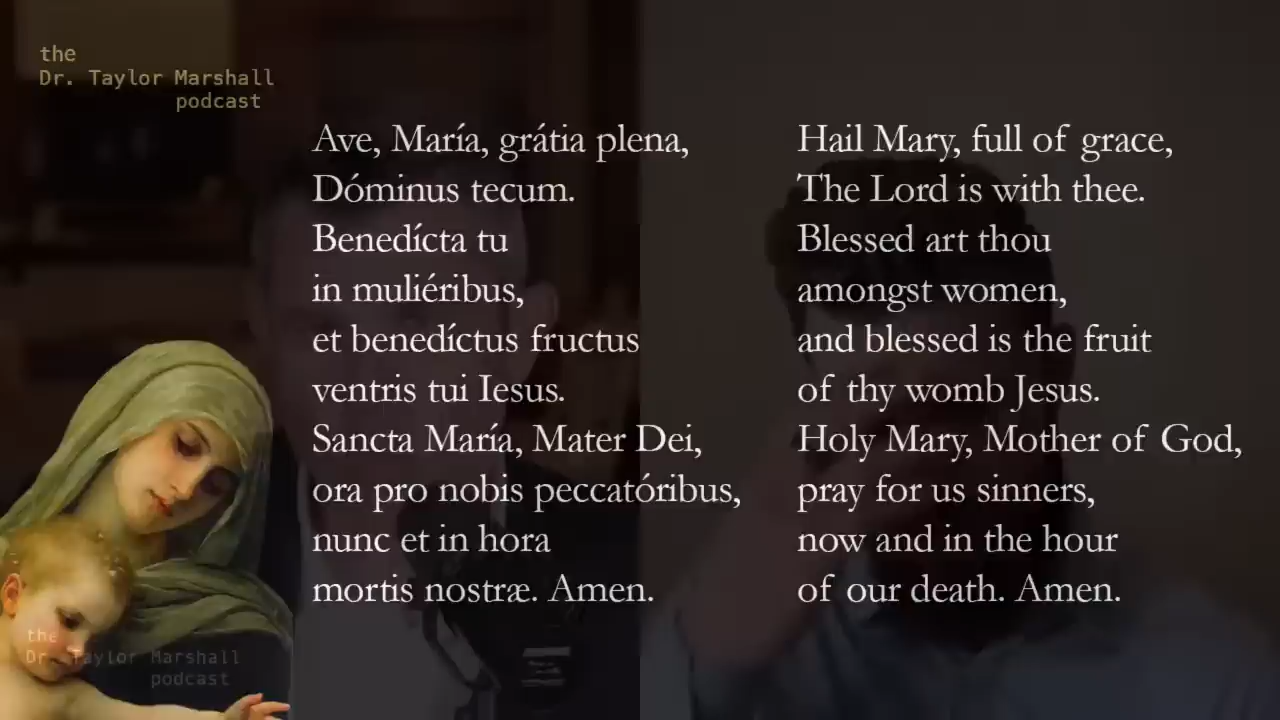 the
Dr. Taylor Marshall
podcast
Ave, María, grátia plena,
Dóminus tecum.
Benedícta tu
in muliéribus,
et benedíctus fructus
ventris tui Iesus.
Sancta María, Mater Dei,
ora pro nobis peccatóribus,
nunc et in hora
mortis nostræ. Amen.
Hail Mary, full of grace,
The Lord is with thee.
Blessed art thou
amongst women,
and blessed is the fruit
of thy womb Jesus.
Holy Mary, Mother of God,
pray for us sinners,
now and in the hour
of our death. Amen.
the
Dr. Taylor Marshall
podcast